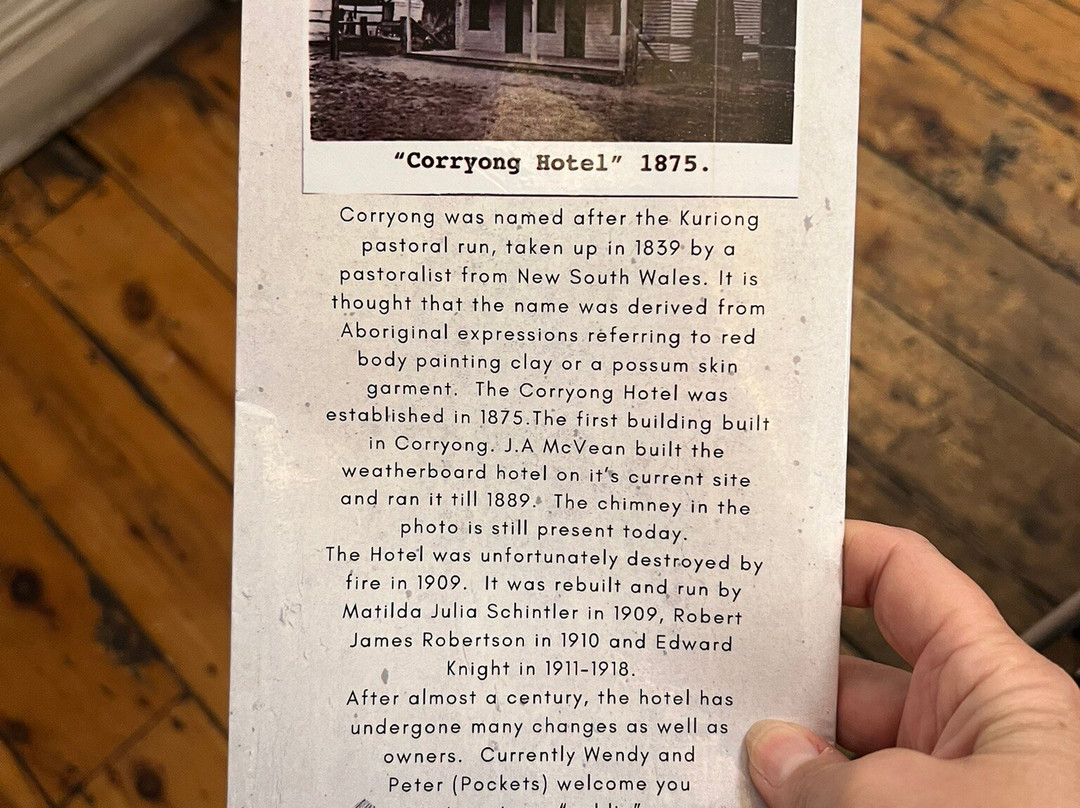 “Corryong Hotel” 1875.
Corryong was named after the Kuriong
pastoral run, taken up in 1839 by a
pastoralist from New South Wales. It is
thought that the name was derived from
Aboriginal expressions referring to red
body painting clay or a possum skin
garment. The Corryong Hotel was
established in 1875.The first building built
in Corryong. J.A McVean built the
weatherboard hotel on it's current site
and ran it till 1889. The chimney in the
photo is still present today.
The Hotel was unfortunately destroyed by
fire in 1909. It was rebuilt and run by
Matilda Julia Schintler in 1909, Robert
James Robertson in 1910 and Edward
Knight in 1911-1918.
After almost a century, the hotel has
undergone many changes as well as
owners. Currently Wendy and
Peter (Pockets) welcome you